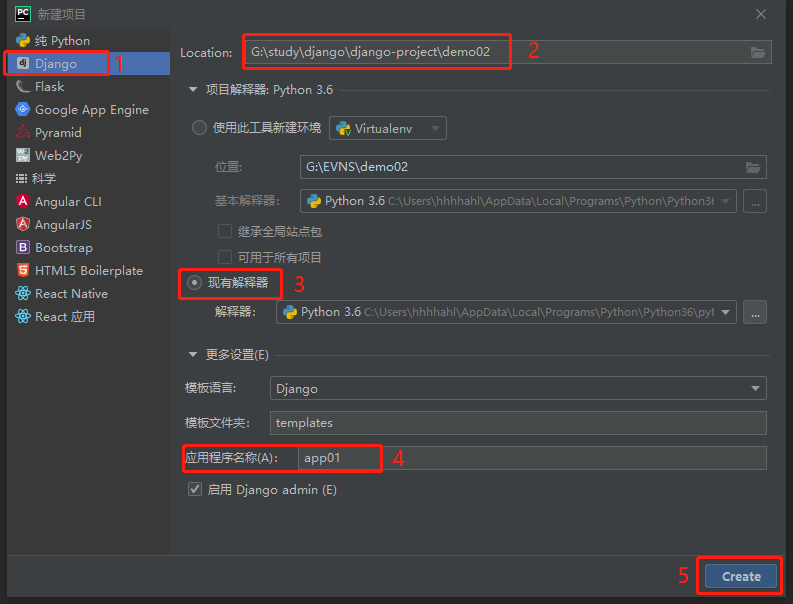 PC 新建项目
纯 Python
dj Django 1
Flask
Google App Engine
Pyramid
Web2Py
科学
Angular CLI
AngularJS
Bootstrap
HTML5 Boilerplate
React Native
React 应用
Location: G:\study\django\django-project\demo02 2
项目解释器: Python 3.6
使用此工具新建环境 Virtualenv
位置: G:\EVNS\demo02
基本解释器: Python 3.6 C:\Users\hhhhahl\AppData\Local\Programs\Python\Python36 ...
继承全局站点包
可用于所有项目
现有解释器 3
解释器: Python 3.6 C:\Users\hhhhahl\AppData\Local\Programs\Python\Python36\pyt ...
更多设置(E)
模板语言: Django
模板文件夹: templates
应用程序名称(A): app01 4
启用 Django admin (E)
5 Create